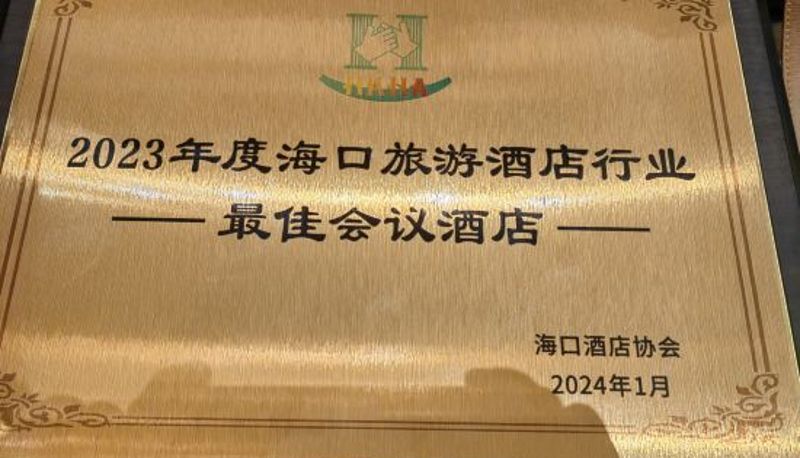 HKHA
2023年度海口旅游酒店行业
——最佳会议酒店——
海口酒店协会
2024年1月